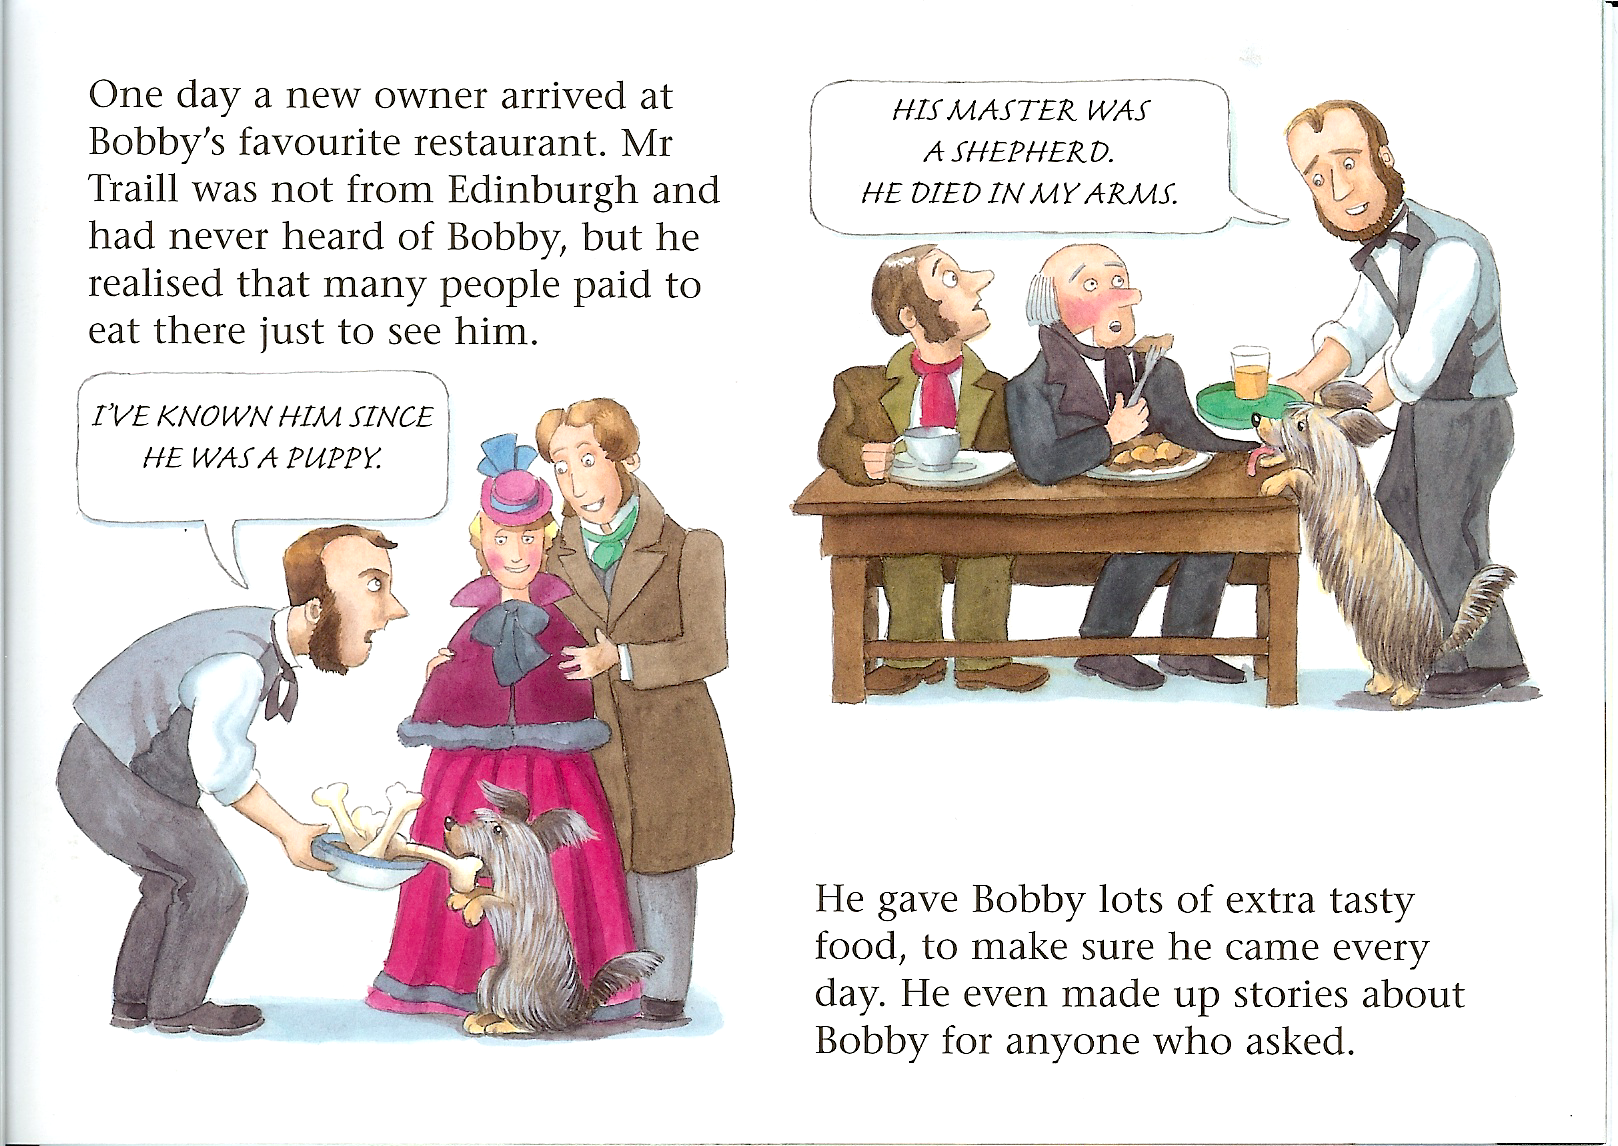 One day a new owner arrived at
Bobby's favourite restaurant. Mr
Traill was not from Edinburgh and
had never heard of Bobby, but he
realised that many people paid to
eat there just to see him.
I'VE KNOWN HIM SINCE
HE WAS A PUPPY.
HIS MASTER WAS
A SHEPHERD.
HE DIED IN MY ARMS.
He gave Bobby lots of extra tasty
food, to make sure he came every
day. He even made up stories about
Bobby for anyone who asked.